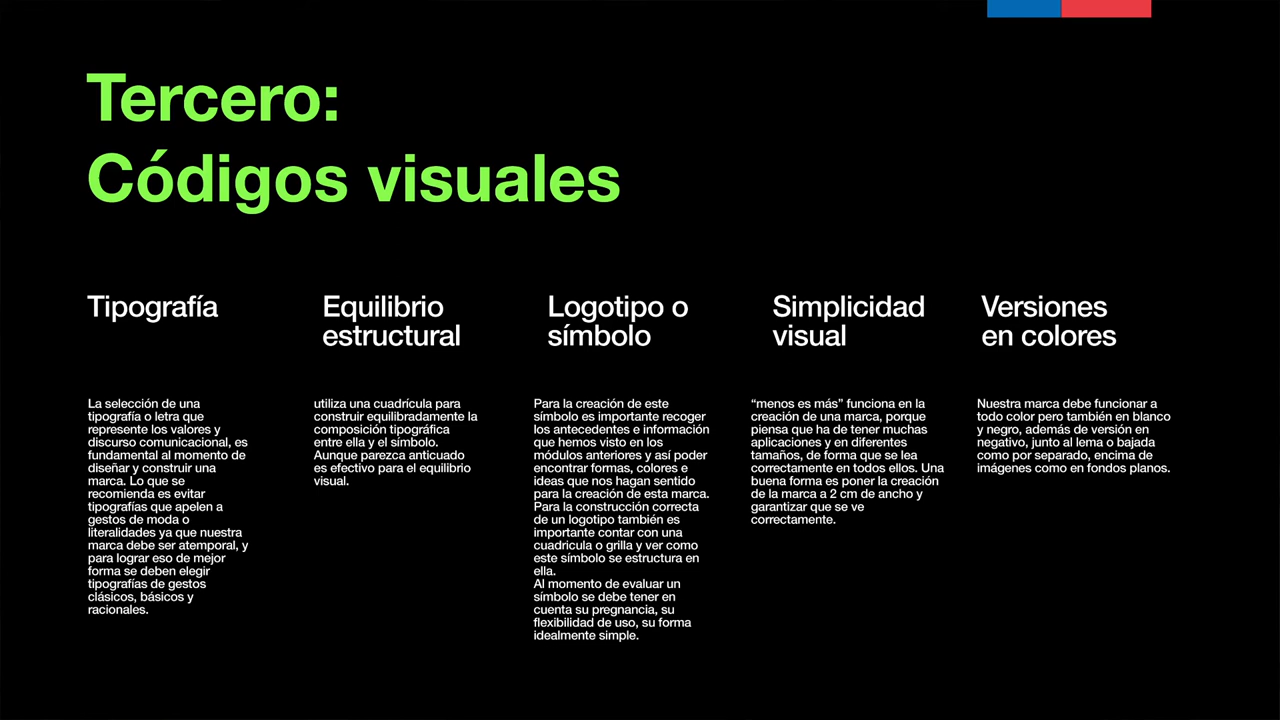 Tercero:
Códigos visuales
Tipografía
La selección de una
tipografía o letra que
represente los valores y
discurso comunicacional, es
fundamental al momento de
diseñar y construir una
marca. Lo que se
recomienda es evitar
tipografías que apelen a
gestos de moda o
literalidades ya que nuestra
marca debe ser atemporal, y
para lograr eso de mejor
forma se deben elegir
tipografías de gestos
clásicos, básicos y
racionales.
Equilibrio
estructural
utiliza una cuadrícula para
construir equilibradamente la
composición tipográfica
entre ella y el símbolo.
Aunque parezca anticuado
es efectivo para el equilibrio
visual.
Logotipo o
símbolo
Para la creación de este
símbolo es importante recoger
los antecedentes e información
que hemos visto en los
módulos anteriores y así poder
encontrar formas, colores e
ideas que nos hagan sentido
para la creación de esta marca.
Para la construcción correcta
de un logotipo también es
importante contar con una
cuadricula o grilla y ver como
este símbolo se estructura en
ella.
Al momento de evaluar un
símbolo se debe tener en
cuenta su pregnancia, su
flexibilidad de uso, su forma
idealmente simple.
Simplicidad
visual
“menos es más” funciona en la
creación de una marca, porque
piensa que ha de tener muchas
aplicaciones y en diferentes
tamaños, de forma que se lea
correctamente en todos ellos. Una
buena forma es poner la creación
de la marca a 2 cm de ancho y
garantizar que se ve
correctamente.
Versiones
en colores
Nuestra marca debe funcionar a
todo color pero también en blanco
y negro, además de versión en
negativo, junto al lema o bajada
como por separado, encima de
imágenes como en fondos planos.